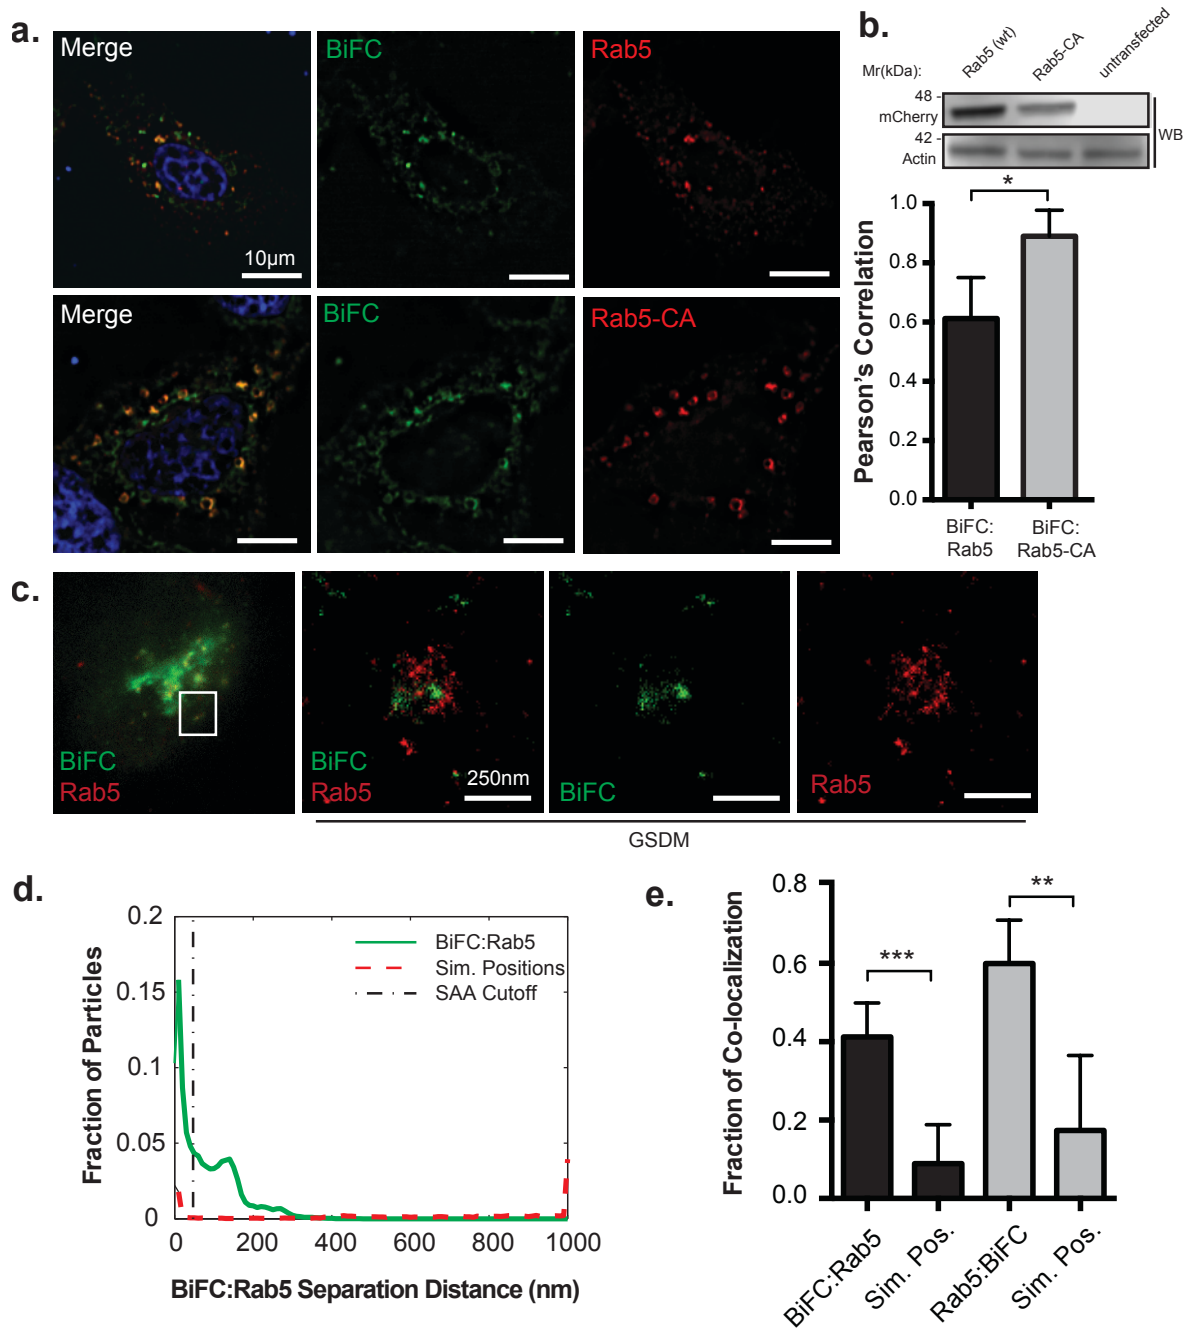 a.
Merge
BiFC
Rab5
10µm
Merge
BiFC
Rab5-CA
b.
Rab5 (wt)
Rab5-CA
untransfected
Mr(kDa):
48 -
mCherry
42 -
Actin
WB
*
1.0
0.8
0.6
0.4
0.2
0.0
Pearson's Correlation
BiFC:
Rab5
BiFC:
Rab5-CA
c.
BiFC
Rab5
BiFC
Rab5
250nm
BiFC
Rab5
GSDM
d.
0.2
0.15
0.1
0.05
0
Fraction of Particles
BiFC:Rab5
Sim. Positions
SAA Cutoff
0 200 400 600 800 1000
BiFC:Rab5 Separation Distance (nm)
e.
0.8
0.6
0.4
0.2
0.0
Fraction of Co-localization
***
**
BiFC:Rab5
Sim. Pos.
Rab5:BiFC
Sim. Pos.